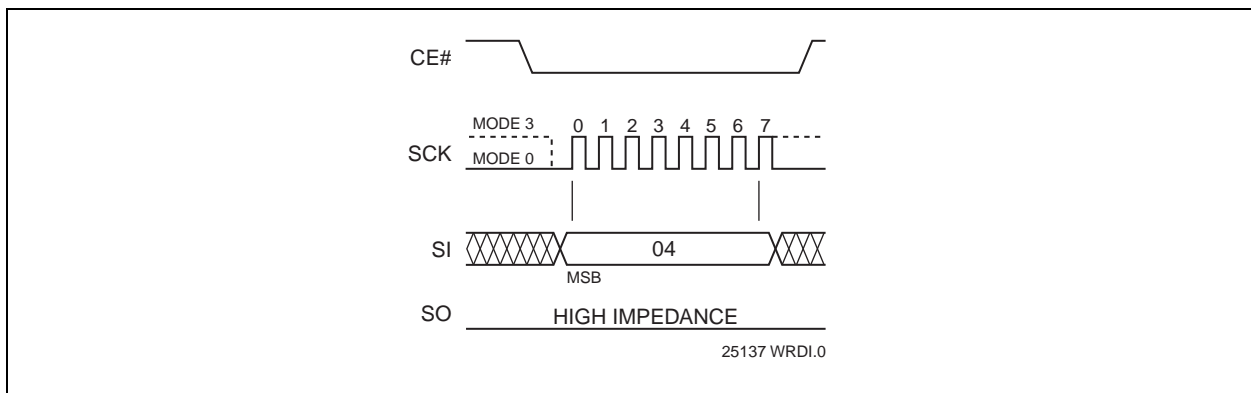 CE#
MODE 3
0 1 2 3 4 5 6 7
SCK
MODE 0
SI
04
MSB
SO
HIGH IMPEDANCE
25137 WRDI.0